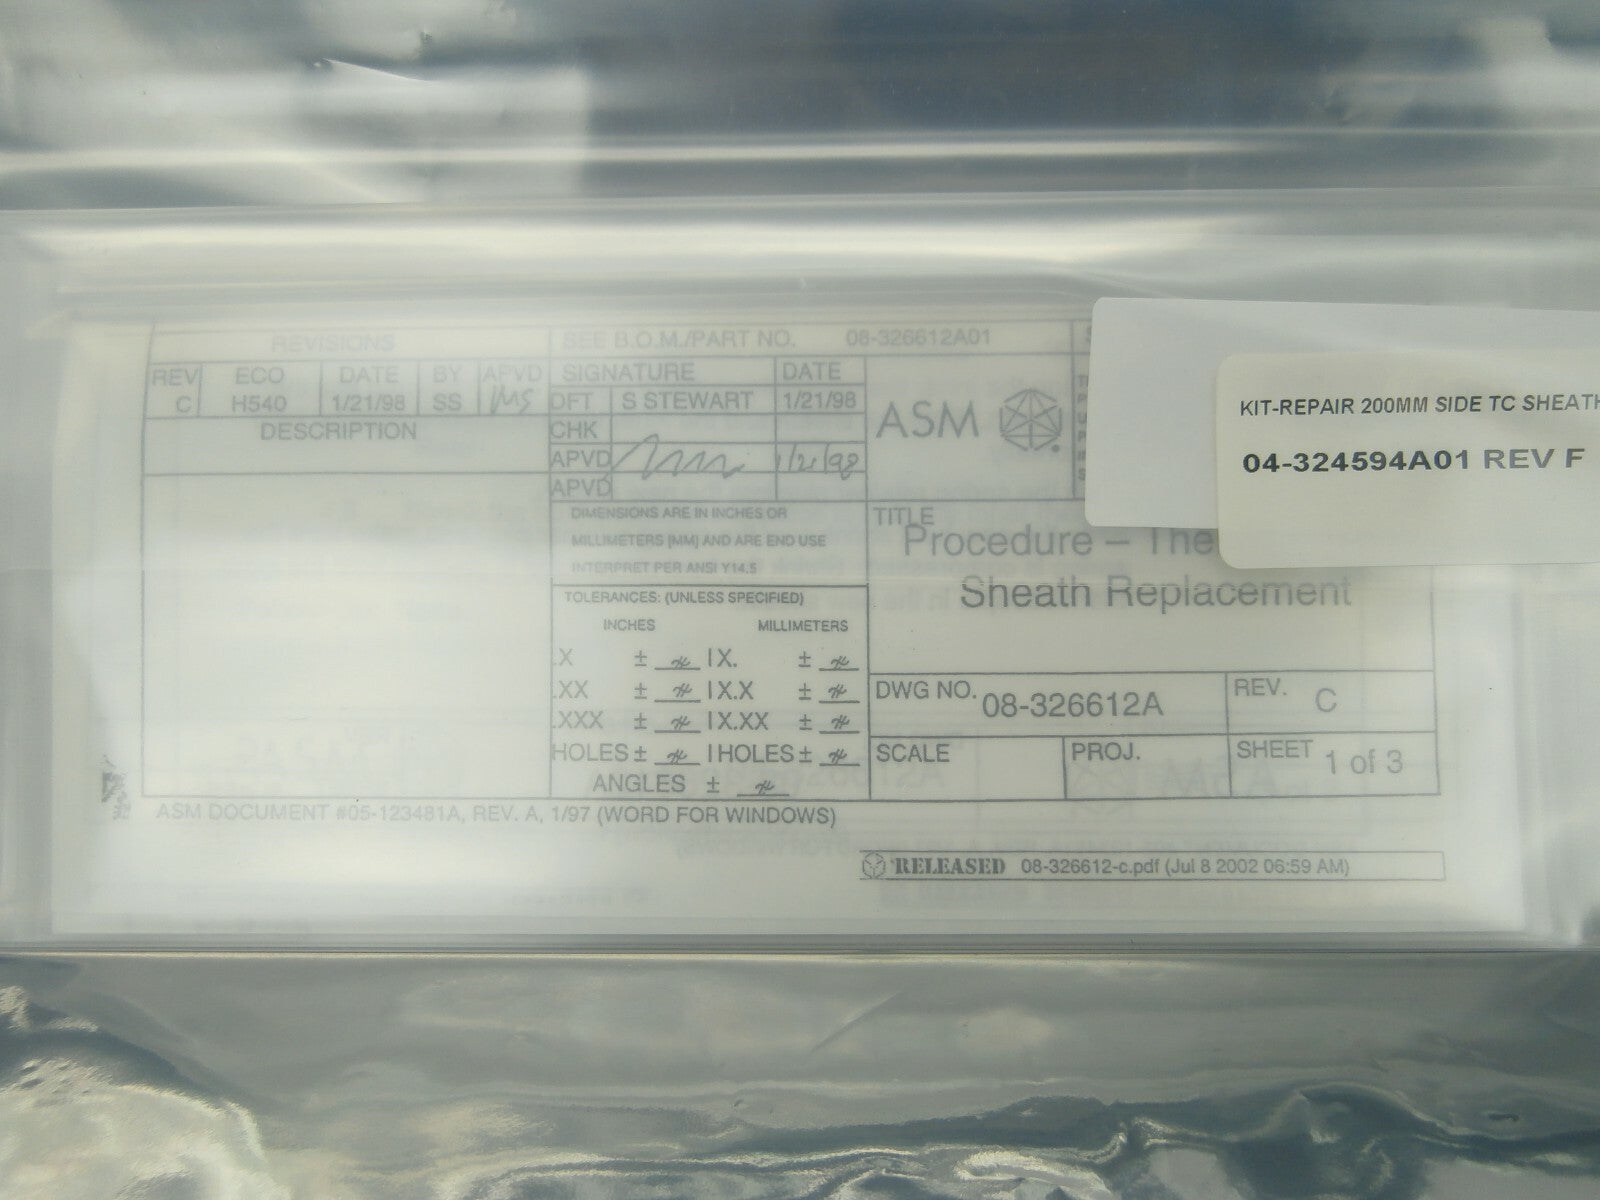 REVISIONS
SEE B.O.M./PART NO. 08-326612A01
REV ECO DATE BY APVD SIGNATURE DATE
C H540 1/21/98 SS MS DFT S STEWART 1/21/98
DESCRIPTION
CHK
APVD 1/21/98
APVD
ASM
KIT-REPAIR 200MM SIDE TC SHEATH
04-324594A01 REV F
DIMENSIONS ARE IN INCHES OR
MILLIMETERS (MM) AND ARE END USE
INTERPRET PER ANSI Y14.5
TITLE
Procedure – The
Sheath Replacement
TOLERANCES: (UNLESS SPECIFIED)
INCHES MILLIMETERS
.X ± IX. ±
.XX ± IX.X ±
.XXX ± IX.XX ±
HOLES ± I HOLES ±
ANGLES ±
DWG NO. 08-326612A REV. C
SCALE PROJ. SHEET 1 of 3
ASM DOCUMENT #05-123481A, REV. A, 1/97 (WORD FOR WINDOWS)
RELEASED 08-326612-c.pdf (Jul 8 2002 06:59 AM)